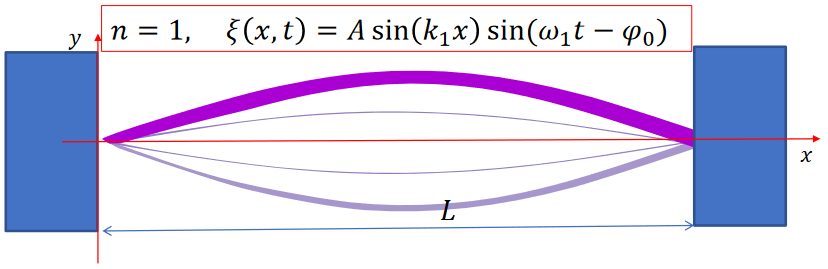 n = 1, ξ(x, t) = A sin(k₁x) sin(ω₁t − φ₀)
y
x
L